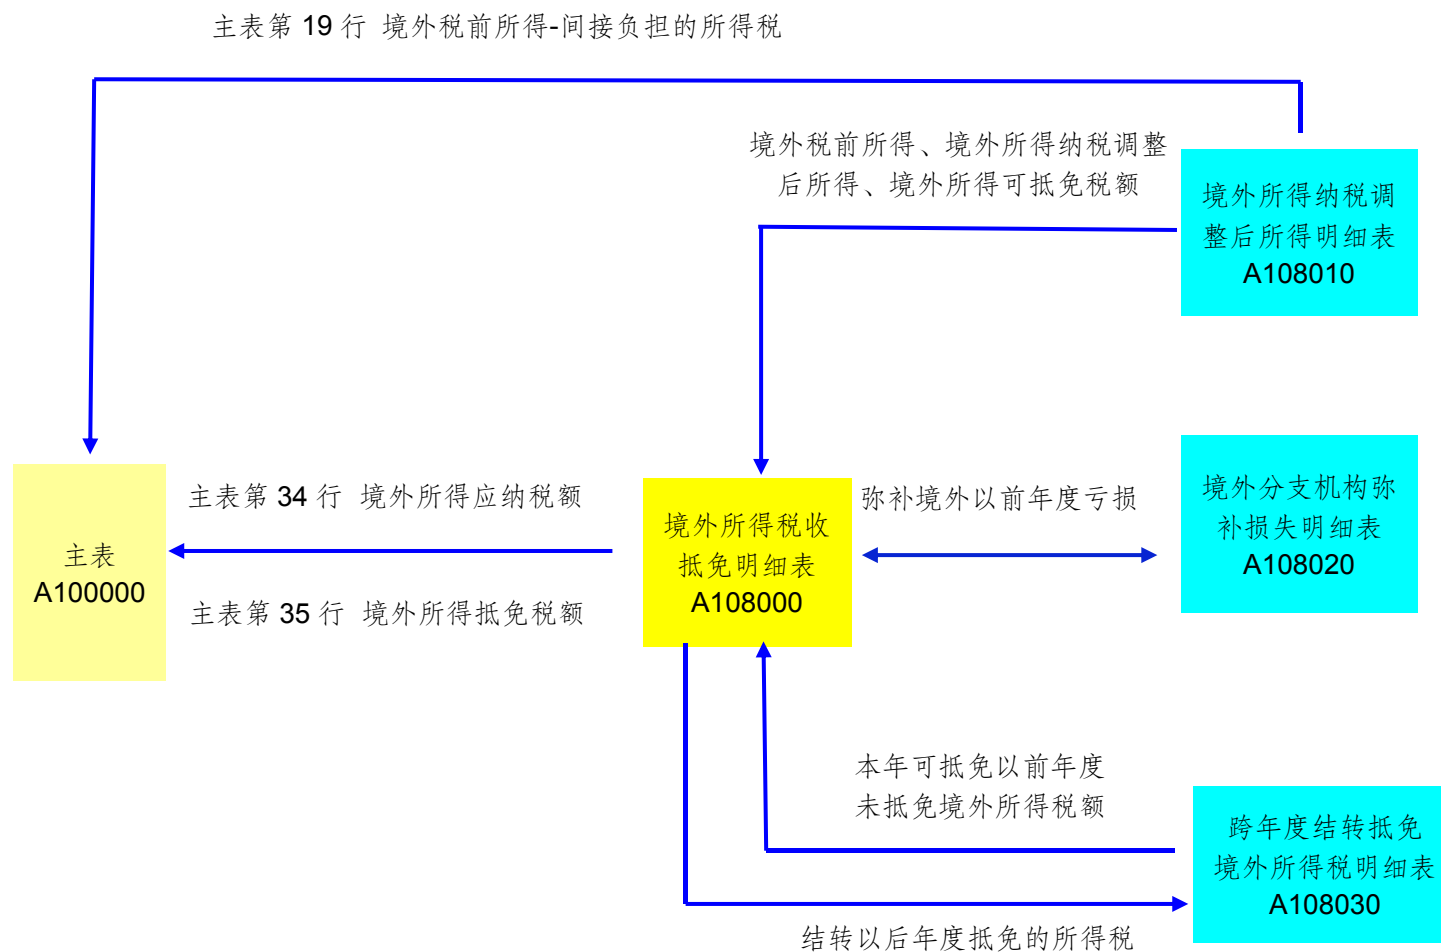 主表第 19 行 境外税前所得-间接负担的所得税
境外税前所得、境外所得纳税调整
后所得、境外所得可抵免税额
境外所得纳税调
整后所得明细表
A108010
主表
A100000
主表第 34 行 境外所得应纳税额
主表第 35 行 境外所得抵免税额
境外所得税收
抵免明细表
A108000
弥补境外以前年度亏损
境外分支机构弥
补损失明细表
A108020
本年可抵免以前年度
未抵免境外所得税额
跨年度结转抵免
境外所得税明细表
A108030
结转以后年度抵免的所得税